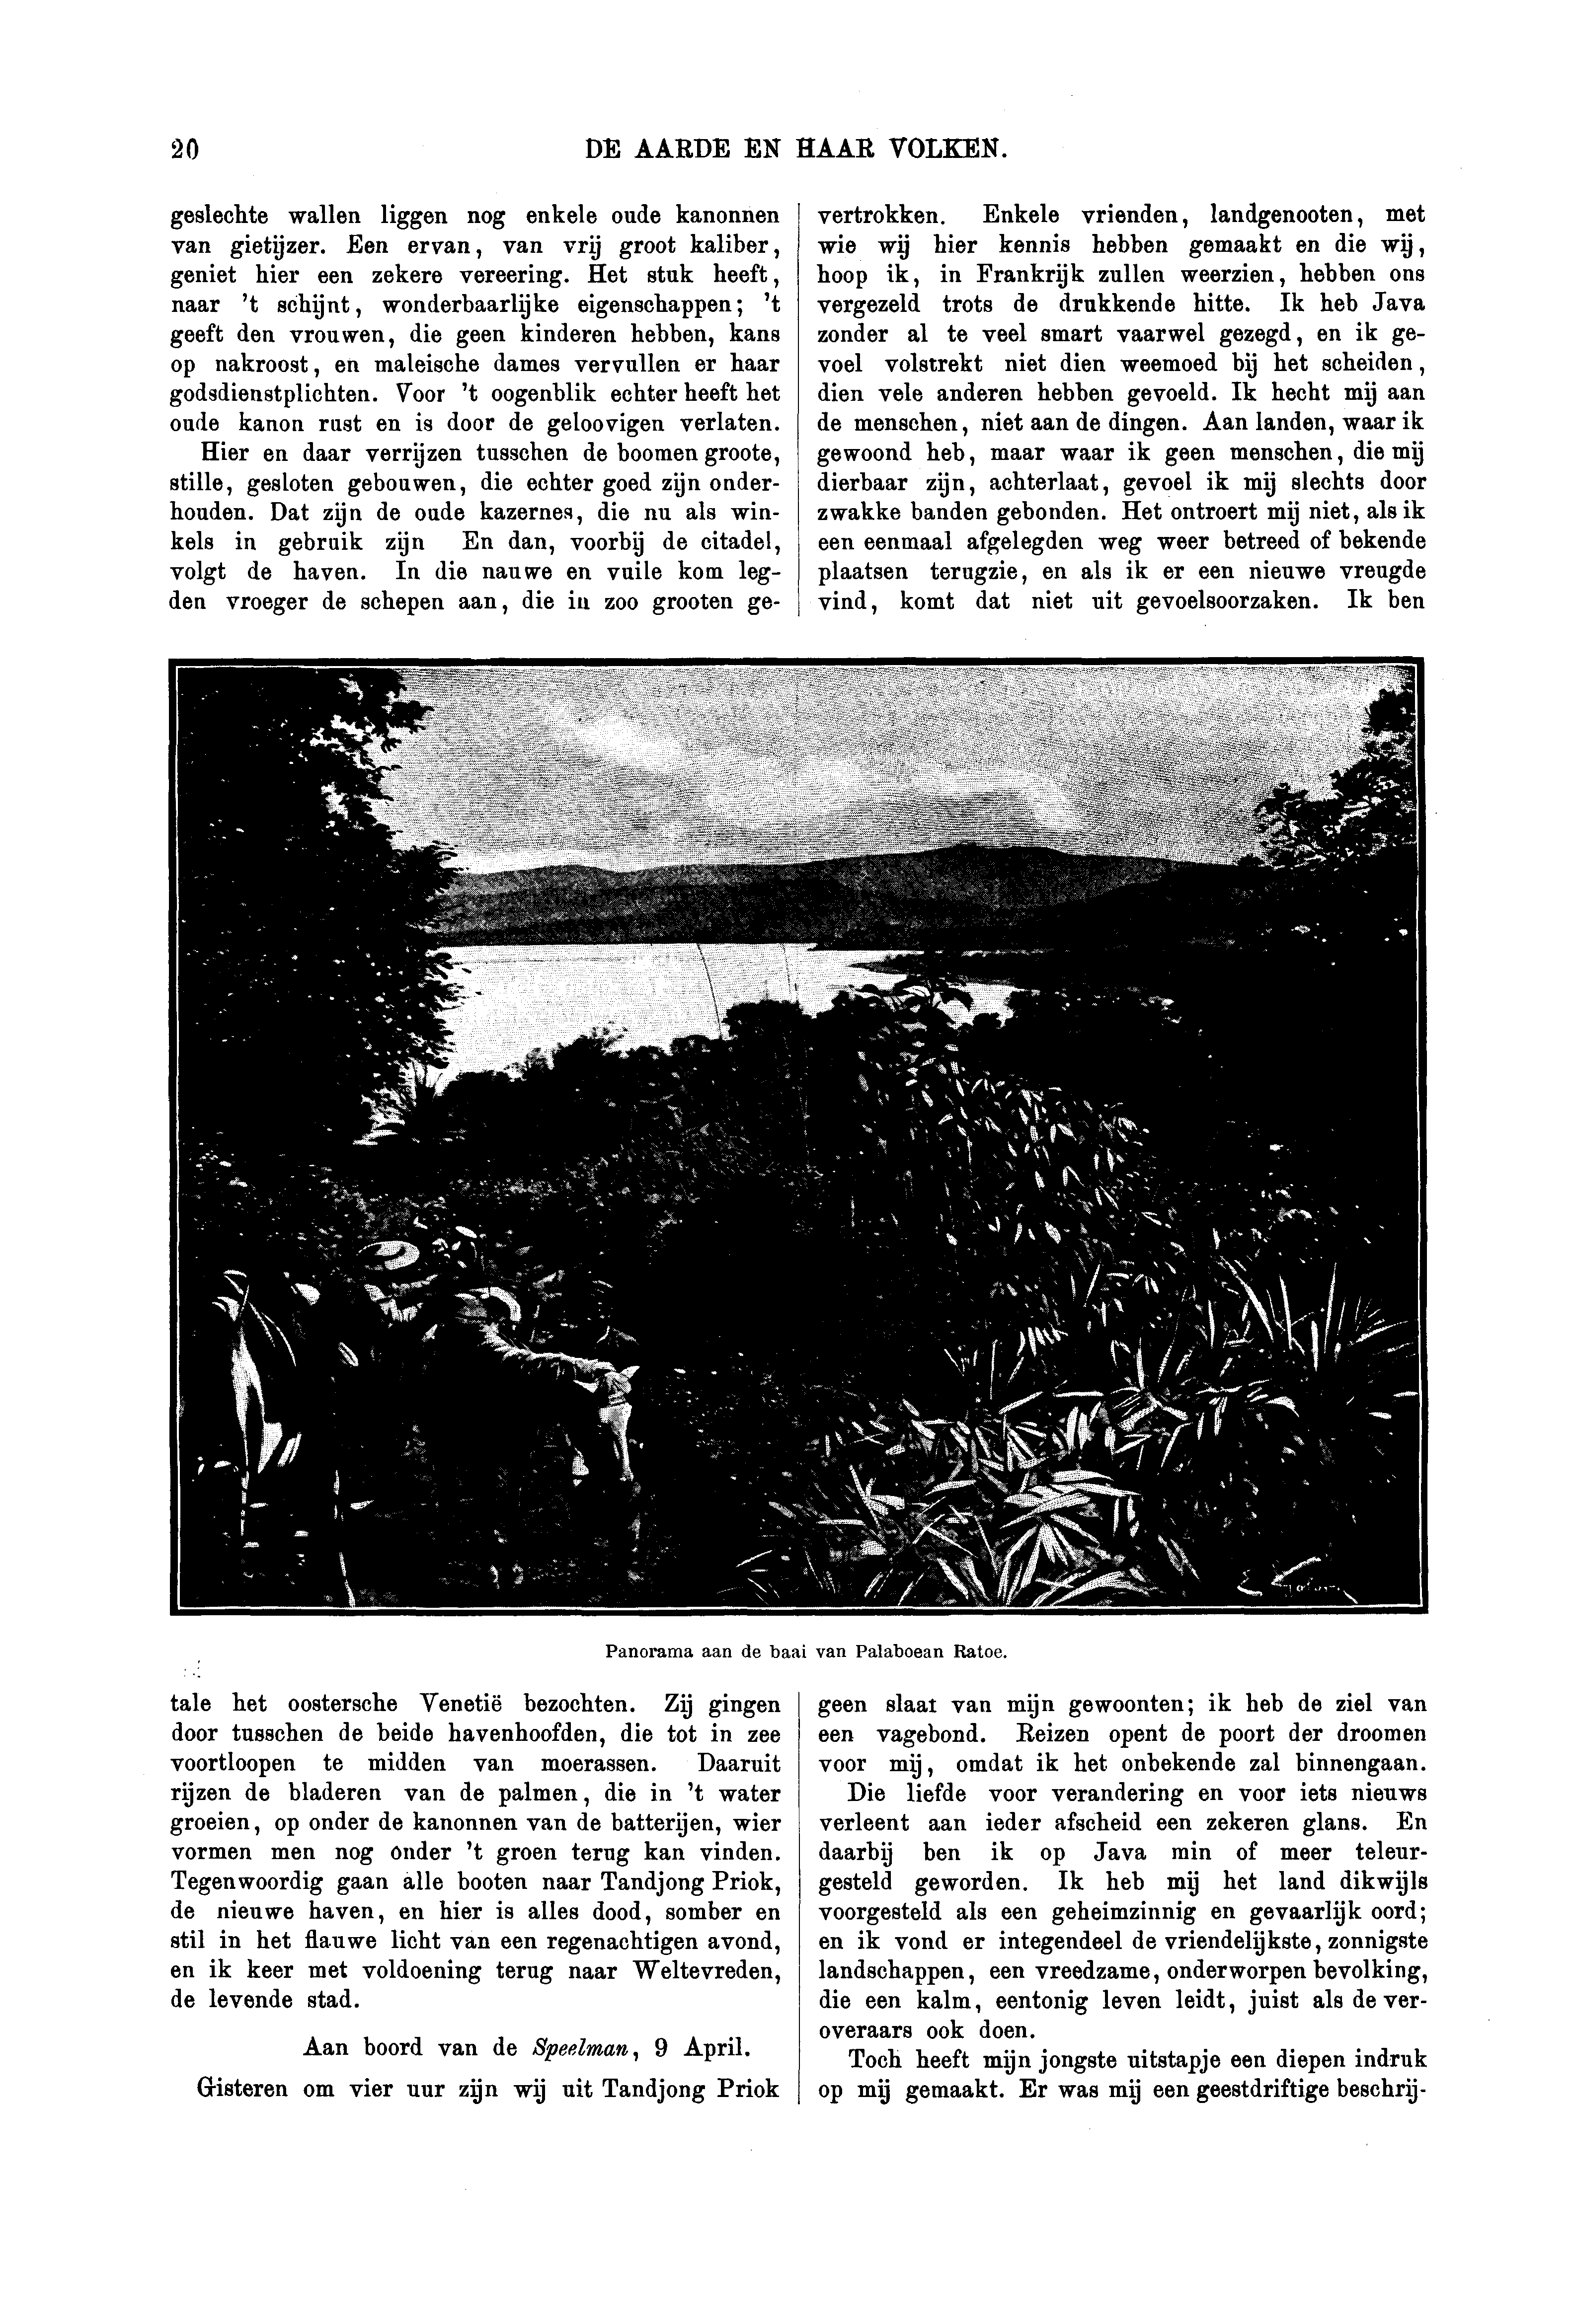 20
DE AARDE EN HAAR VOLKEN.
geslechte wallen liggen nog enkele oude kanonnen
van gietijzer. Een ervan, van vrij groot kaliber,
geniet hier een zekere vereering. Het stuk heeft,
naar 't schijnt, wonderbaarlijke eigenschappen; 't
geeft den vrouwen, die geen kinderen hebben, kans
op nakroost, en maleische dames vervullen er haar
godsdienstplichten. Voor 't oogenblik echter heeft het
oude kanon rust en is door de geloovigen verlaten.
Hier en daar verrijzen tusschen de boomen groote,
stille, gesloten gebouwen, die echter goed zijn onder-
houden. Dat zijn de oude kazernes, die nu als win-
kels in gebruik zijn En dan, voorbij de citadel,
volgt de haven. In die nauwe en vuile kom leg-
den vroeger de schepen aan, die in zoo grooten ge-
tale het oostersche Venetië bezochten. Zij gingen
door tusschen de beide havenhoofden, die tot in zee
voortloopen te midden van moerassen. Daaruit
rijzen de bladeren van de palmen, die in 't water
groeien, op onder de kanonnen van de batterijen, wier
vormen men nog onder 't groen terug kan vinden.
Tegenwoordig gaan alle booten naar Tandjong Priok,
de nieuwe haven, en hier is alles dood, somber en
stil in het flauwe licht van een regenachtigen avond,
en ik keer met voldoening terug naar Weltevreden,
de levende stad.
Aan boord van de Speelman, 9 April.
Gisteren om vier uur zijn wij uit Tandjong Priok
vertrokken. Enkele vrienden, landgenooten, met
wie wij hier kennis hebben gemaakt en die wij,
hoop ik, in Frankrijk zullen weerzien, hebben ons
vergezeld trots de drukkende hitte. Ik heb Java
zonder al te veel smart vaarwel gezegd, en ik ge-
voel volstrekt niet dien weemoed bij het scheiden,
dien vele anderen hebben gevoeld. Ik hecht mij aan
de menschen, niet aan de dingen. Aan landen, waar ik
gewoond heb, maar waar ik geen menschen, die mij
dierbaar zijn, achterlaat, gevoel ik mij slechts door
zwakke banden gebonden. Het ontroert mij niet, als ik
een eenmaal afgelegden weg weer betreed of bekende
plaatsen terugzie, en als ik er een nieuwe vreugde
vind, komt dat niet uit gevoelsoorzaken. Ik ben
geen slaaf van mijn gewoonten; ik heb de ziel van
een vagebond. Reizen opent de poort der droomen
voor mij, omdat ik het onbekende zal binnengaan.
Die liefde voor verandering en voor iets nieuws
verleent aan ieder afscheid een zekeren glans. En
daarbij ben ik op Java min of meer teleur-
gesteld geworden. Ik heb mij het land dikwijls
voorgesteld als een geheimzinnig en gevaarlijk oord;
en ik vond er integendeel de vriendelijkste, zonnigste
landschappen, een vreedzame, onderworpen bevolking,
die een kalm, eentonig leven leidt, juist als de ver-
overaars ook doen.
Toch heeft mijn jongste uitstapje een diepen indruk
op mij gemaakt. Er was mij een geestdriftige beschrij-
Panorama aan de baai van Palaboean Ratoe.